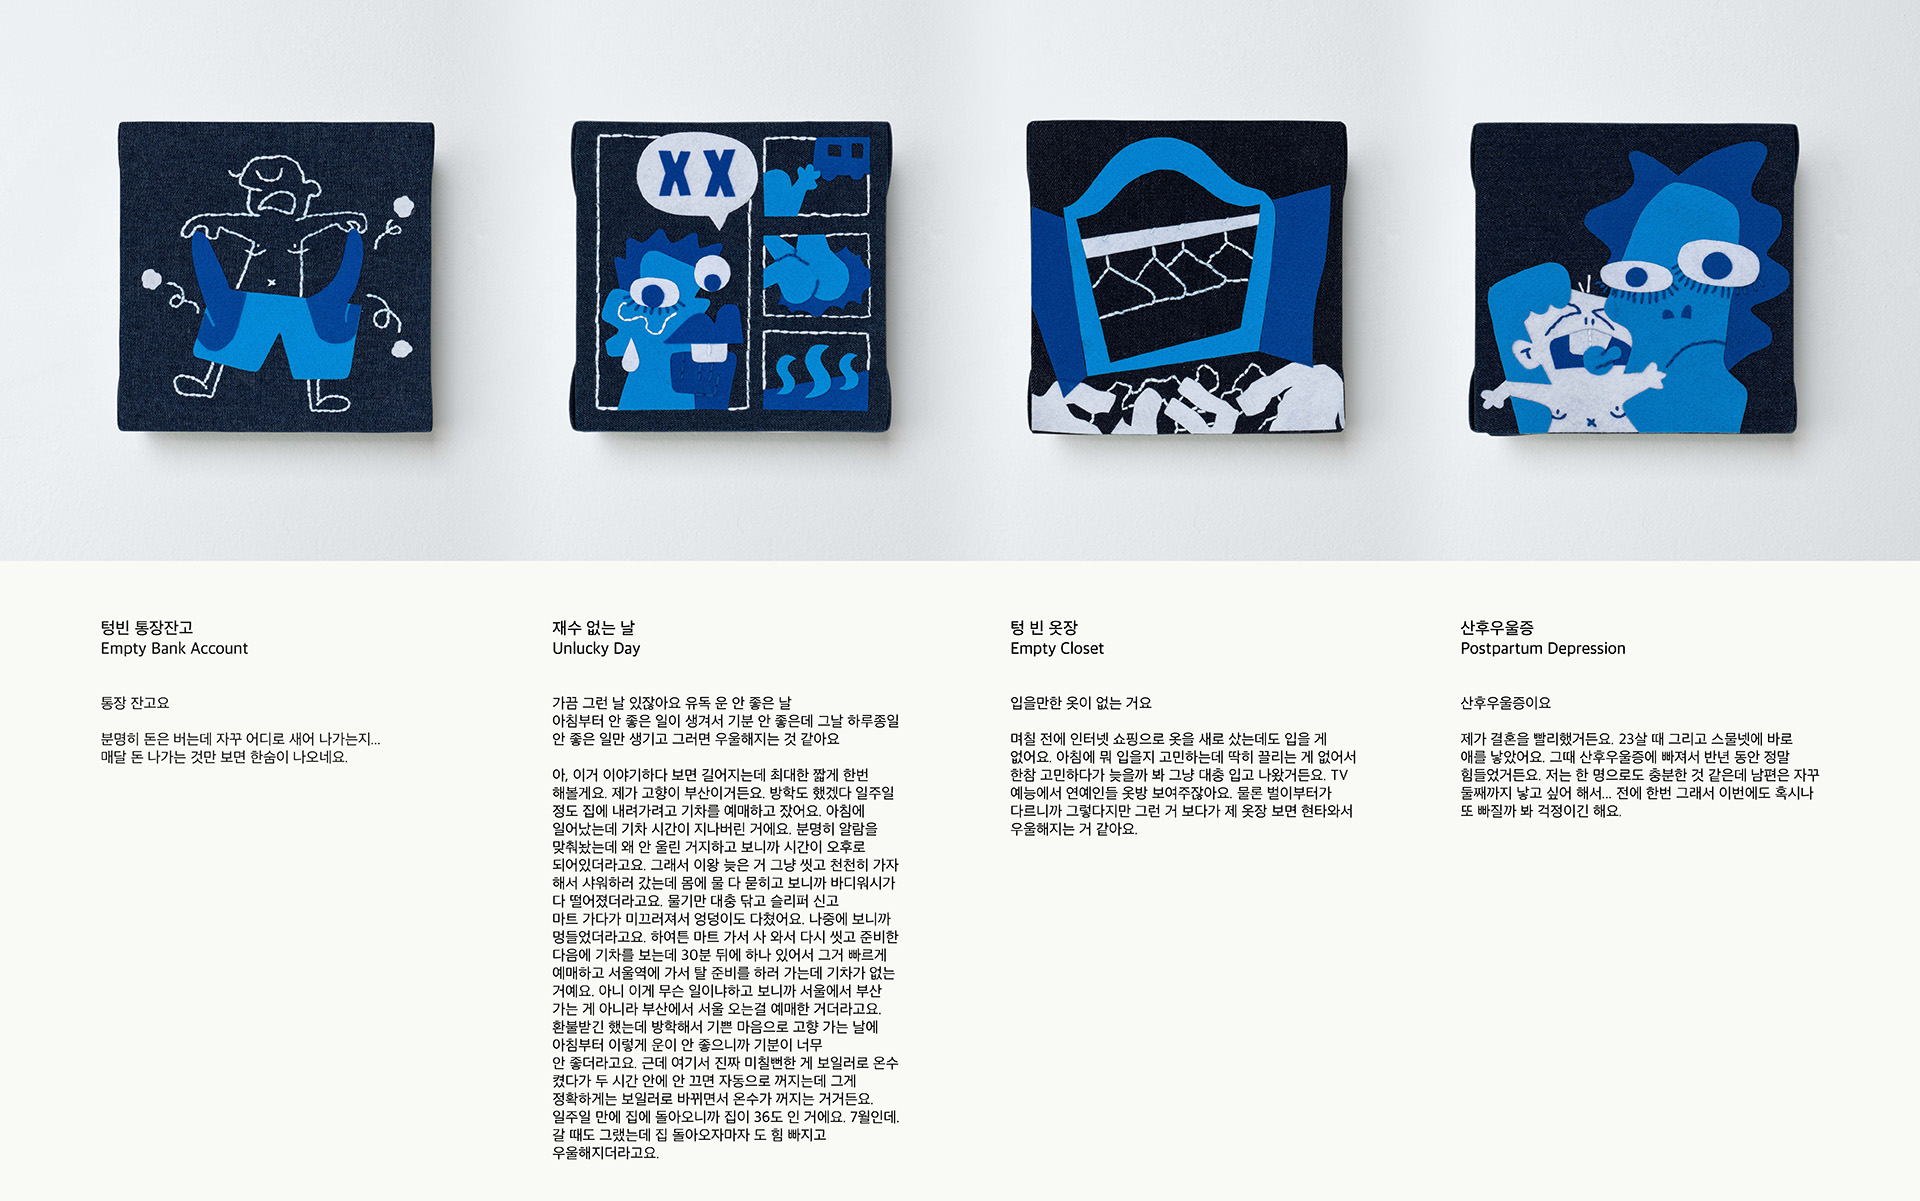 XX
텅빈 통장잔고
Empty Bank Account
통장 잔고요
분명히 돈은 버는데 자꾸 어디로 새어 나가는지...
매달 돈 나가는 것만 보면 한숨이 나오네요.
재수 없는 날
Unlucky Day
가끔 그런 날 있잖아요 유독 운 안 좋은 날
아침부터 안 좋은 일이 생겨서 기분 안 좋은데 그날 하루종일
안 좋은 일만 생기고 그러면 우울해지는 것 같아요
아, 이거 이야기하다 보면 길어지는데 최대한 짧게 한번
해볼게요. 제가 고향이 부산이거든요. 방학도 했겠다 일주일
정도 집에 내려가려고 기차를 예매하고 잤어요. 아침에
일어났는데 기차 시간이 지나버린 거에요. 분명히 알람을
맞춰놨는데 왜 안 울린 거지하고 보니까 시간이 오후로
되어있더라고요. 그래서 이왕 늦은 거 그냥 씻고 천천히 가자
해서 샤워하러 갔는데 몸에 물 다 묻히고 보니까 바디워시가
다 떨어졌더라고요. 물기만 대충 닦고 슬리퍼 신고
마트 가다가 미끄러져서 엉덩이도 다쳤어요. 나중에 보니까
멍들었더라고요. 하여튼 마트 가서 사 와서 다시 씻고 준비한
다음에 기차를 보는데 30분 뒤에 하나 있어서 그거 빠르게
예매하고 서울역에 가서 탈 준비를 하러 가는데 기차가 없는
거예요. 아니 이게 무슨 일이냐하고 보니까 서울에서 부산
가는 게 아니라 부산에서 서울 오는걸 예매한 거더라고요.
환불받긴 했는데 방학해서 기쁜 마음으로 고향 가는 날에
아침부터 이렇게 운이 안 좋으니까 기분이 너무
안 좋더라고요. 근데 여기서 진짜 미칠뻔한 게 보일러로 온수
켰다가 두 시간 안에 안 끄면 자동으로 꺼지는데 그게
정확하게는 보일러로 바뀌면서 온수가 꺼지는 거거든요.
일주일 만에 집에 돌아오니까 집이 36도 인 거에요. 7월인데.
갈 때도 그랬는데 집 돌아오자마자 도 힘 빠지고
우울해지더라고요.
텅 빈 옷장
Empty Closet
입을만한 옷이 없는 거요
며칠 전에 인터넷 쇼핑으로 옷을 새로 샀는데도 입을 게
없어요. 아침에 뭐 입을지 고민하는데 딱히 끌리는 게 없어서
한참 고민하다가 늦을까 봐 그냥 대충 입고 나왔거든요. TV
예능에서 연예인들 옷방 보여주잖아요. 물론 벌이부터가
다르니까 그렇다지만 그런 거 보다가 제 옷장 보면 현타와서
우울해지는 거 같아요.
산후우울증
Postpartum Depression
산후우울증이요
제가 결혼을 빨리했거든요. 23살 때 그리고 스물넷에 바로
애를 낳았어요. 그때 산후우울증에 빠져서 반년 동안 정말
힘들었거든요. 저는 한 명으로도 충분한 것 같은데 남편은 자꾸
둘째까지 낳고 싶어 해서... 전에 한번 그래서 이번에도 혹시나
또 빠질까 봐 걱정이긴 해요.